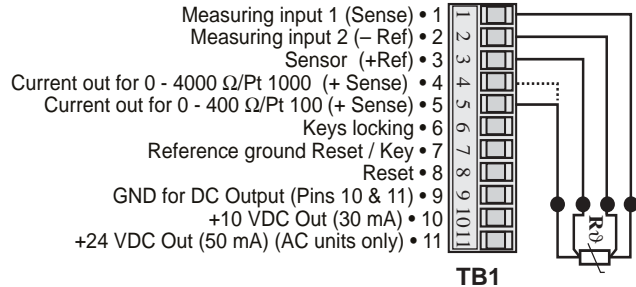 Measuring input 1 (Sense) • 1
Measuring input 2 (– Ref) • 2
Sensor (+Ref) • 3
Current out for 0 - 4000 Ω/Pt 1000 (+ Sense) • 4
Current out for 0 - 400 Ω/Pt 100 (+ Sense) • 5
Keys locking • 6
Reference ground Reset / Key • 7
Reset • 8
GND for DC Output (Pins 10 & 11) • 9
+10 VDC Out (30 mA) • 10
+24 VDC Out (50 mA) (AC units only) • 11
1
2
3
4
5
6
7
8
9
10
11
Rϑ
TB1